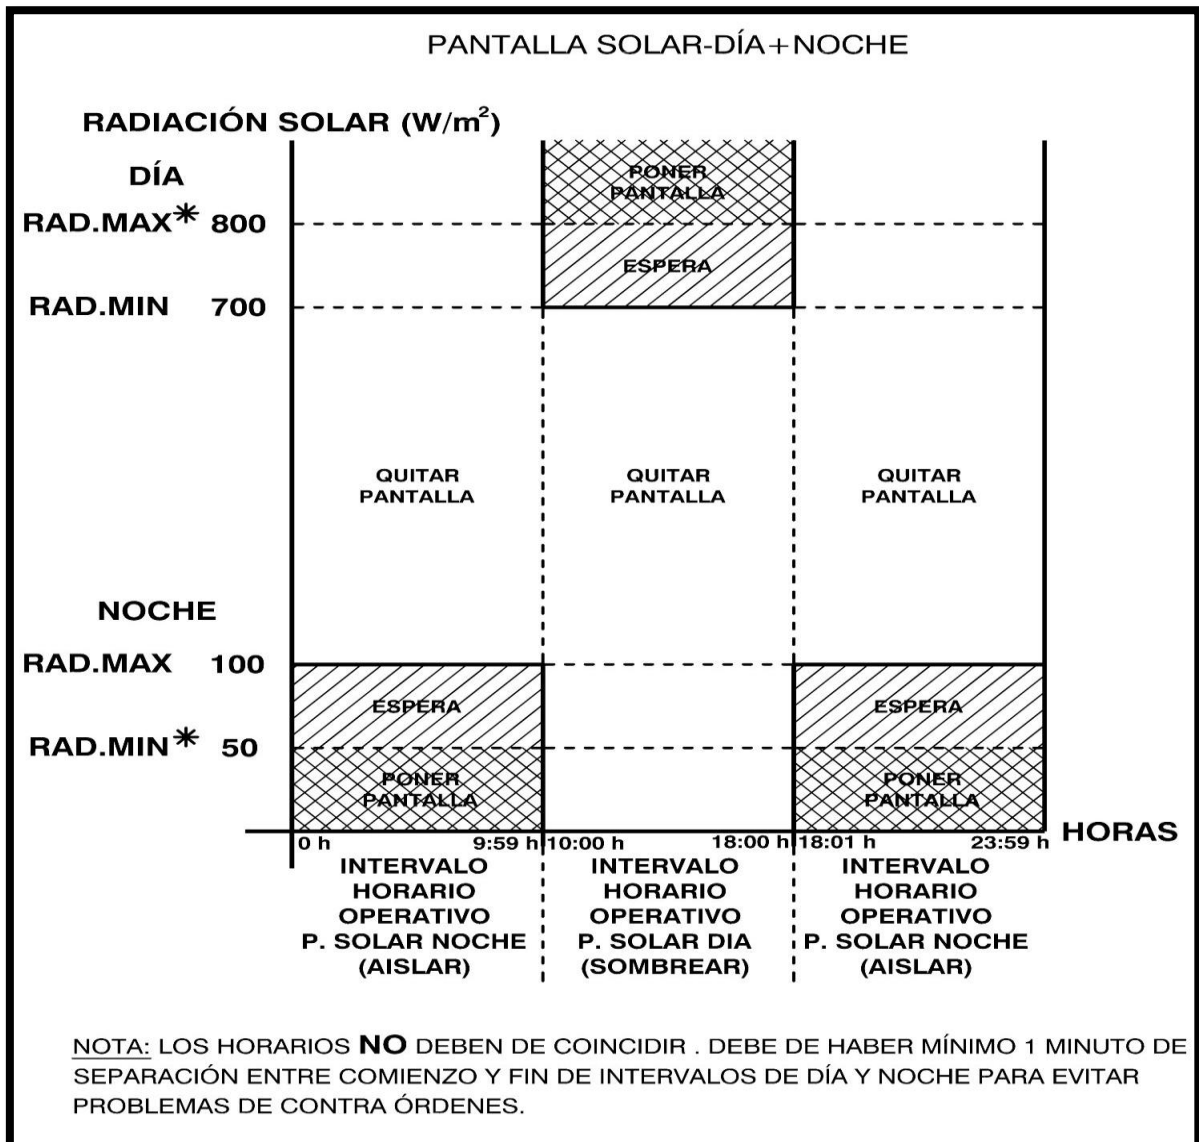 PANTALLA SOLAR-DÍA+NOCHE
RADIACIÓN SOLAR (W/m²)
DÍA
PONER
PANTALLA
RAD.MAX* 800
ESPERA
RAD.MIN 700
QUITAR
PANTALLA
QUITAR
PANTALLA
QUITAR
PANTALLA
NOCHE
RAD.MAX 100
ESPERA
ESPERA
RAD.MIN* 50
PONER
PANTALLA
PONER
PANTALLA
HORAS
0 h
9:59 h
10:00 h
18:00 h
18:01 h
23:59 h
INTERVALO
HORARIO
OPERATIVO
P. SOLAR NOCHE
(AISLAR)
INTERVALO
HORARIO
OPERATIVO
P. SOLAR DIA
(SOMBREAR)
INTERVALO
HORARIO
OPERATIVO
P. SOLAR NOCHE
(AISLAR)
NOTA: LOS HORARIOS NO DEBEN DE COINCIDIR . DEBE DE HABER MÍNIMO 1 MINUTO DE
SEPARACIÓN ENTRE COMIENZO Y FIN DE INTERVALOS DE DÍA Y NOCHE PARA EVITAR
PROBLEMAS DE CONTRA ÓRDENES.